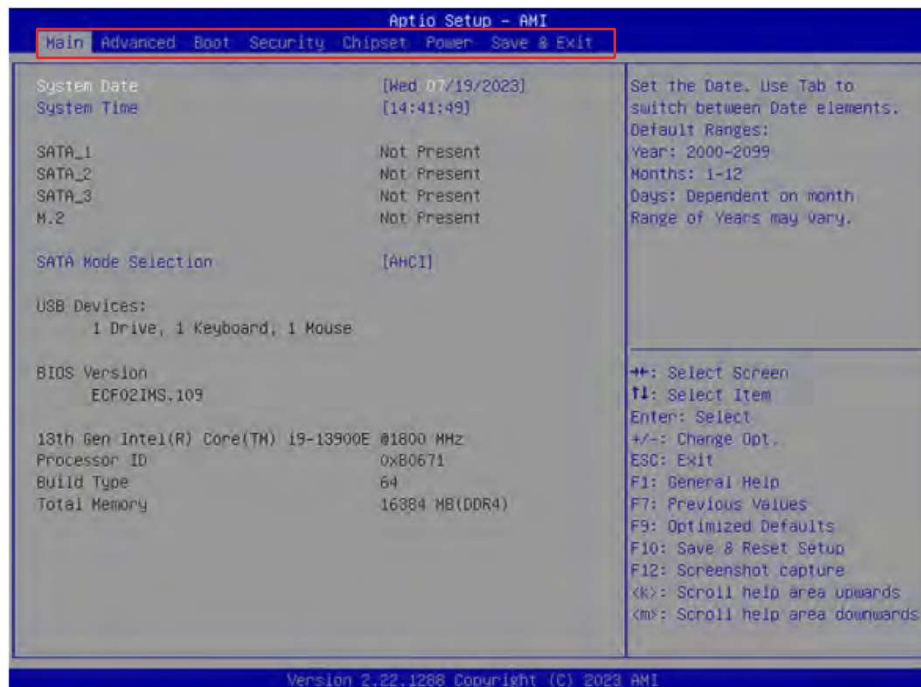 Aptio Setup - AMI
Main Advanced Boot Security Chipset Power Save & Exit
System Date [Wed 07/19/2023]
System Time [14:41:49]
SATA_1 Not Present
SATA_2 Not Present
SATA_3 Not Present
M.2 Not Present
SATA Mode Selection [AHCI]
USB Devices:
1 Drive, 1 Keyboard, 1 Mouse
BIOS Version
ECF02IMS.109
13th Gen Intel(R) Core(TM) i9-13900E @1800 MHz
Processor ID 0xB0671
Build Type 64
Total Memory 16384 MB(DDR4)
Set the Date. Use Tab to
switch between Date elements.
Default Ranges:
Year: 2000-2099
Months: 1-12
Days: Dependent on month
Range of Years may vary.
→←: Select Screen
↑↓: Select Item
Enter: Select
+/-: Change Opt.
ESC: Exit
F1: General Help
F7: Previous Values
F9: Optimized Defaults
F10: Save & Reset Setup
F12: Screenshot capture
<k>: Scroll help area upwards
<m>: Scroll help area downwards
Version 2.22.1288 Copyright (C) 2023 AMI